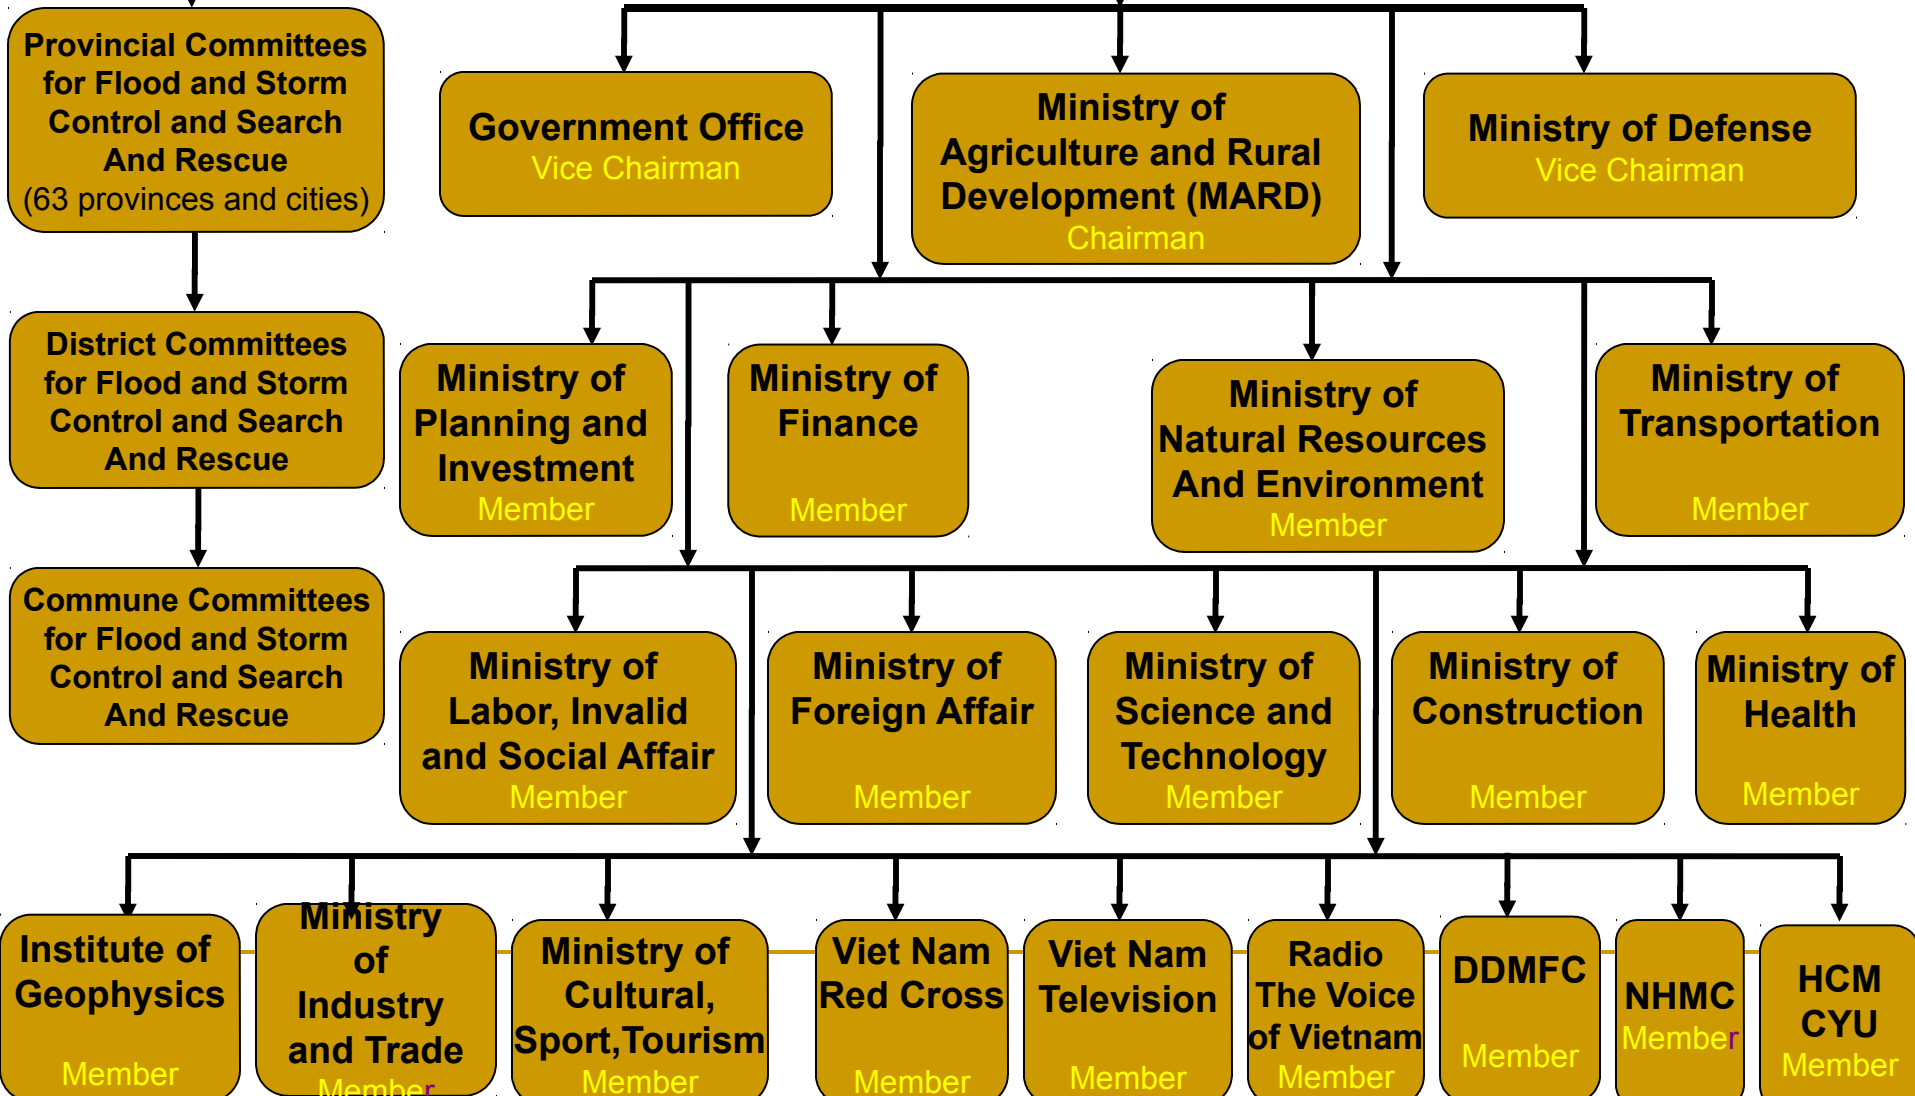 Provincial Committees
for Flood and Storm
Control and Search
And Rescue
(63 provinces and cities)
Government Office
Vice Chairman
Ministry of
Agriculture and Rural
Development (MARD)
Chairman
Ministry of Defense
Vice Chairman
District Committees
for Flood and Storm
Control and Search
And Rescue
Ministry of
Planning and
Investment
Member
Ministry of
Finance
Member
Ministry of
Natural Resources
And Environment
Member
Ministry of
Transportation
Member
Commune Committees
for Flood and Storm
Control and Search
And Rescue
Ministry of
Labor, Invalid
and Social Affair
Member
Ministry of
Foreign Affair
Member
Ministry of
Science and
Technology
Member
Ministry of
Construction
Member
Ministry of
Health
Member
Institute of
Geophysics
Member
Ministry
of
Industry
and Trade
Member
Ministry of
Cultural,
Sport,Tourism
Member
Viet Nam
Red Cross
Member
Viet Nam
Television
Member
Radio
The Voice
of Vietnam
Member
DDMFC
Member
NHMC
Member
HCM
CYU
Member